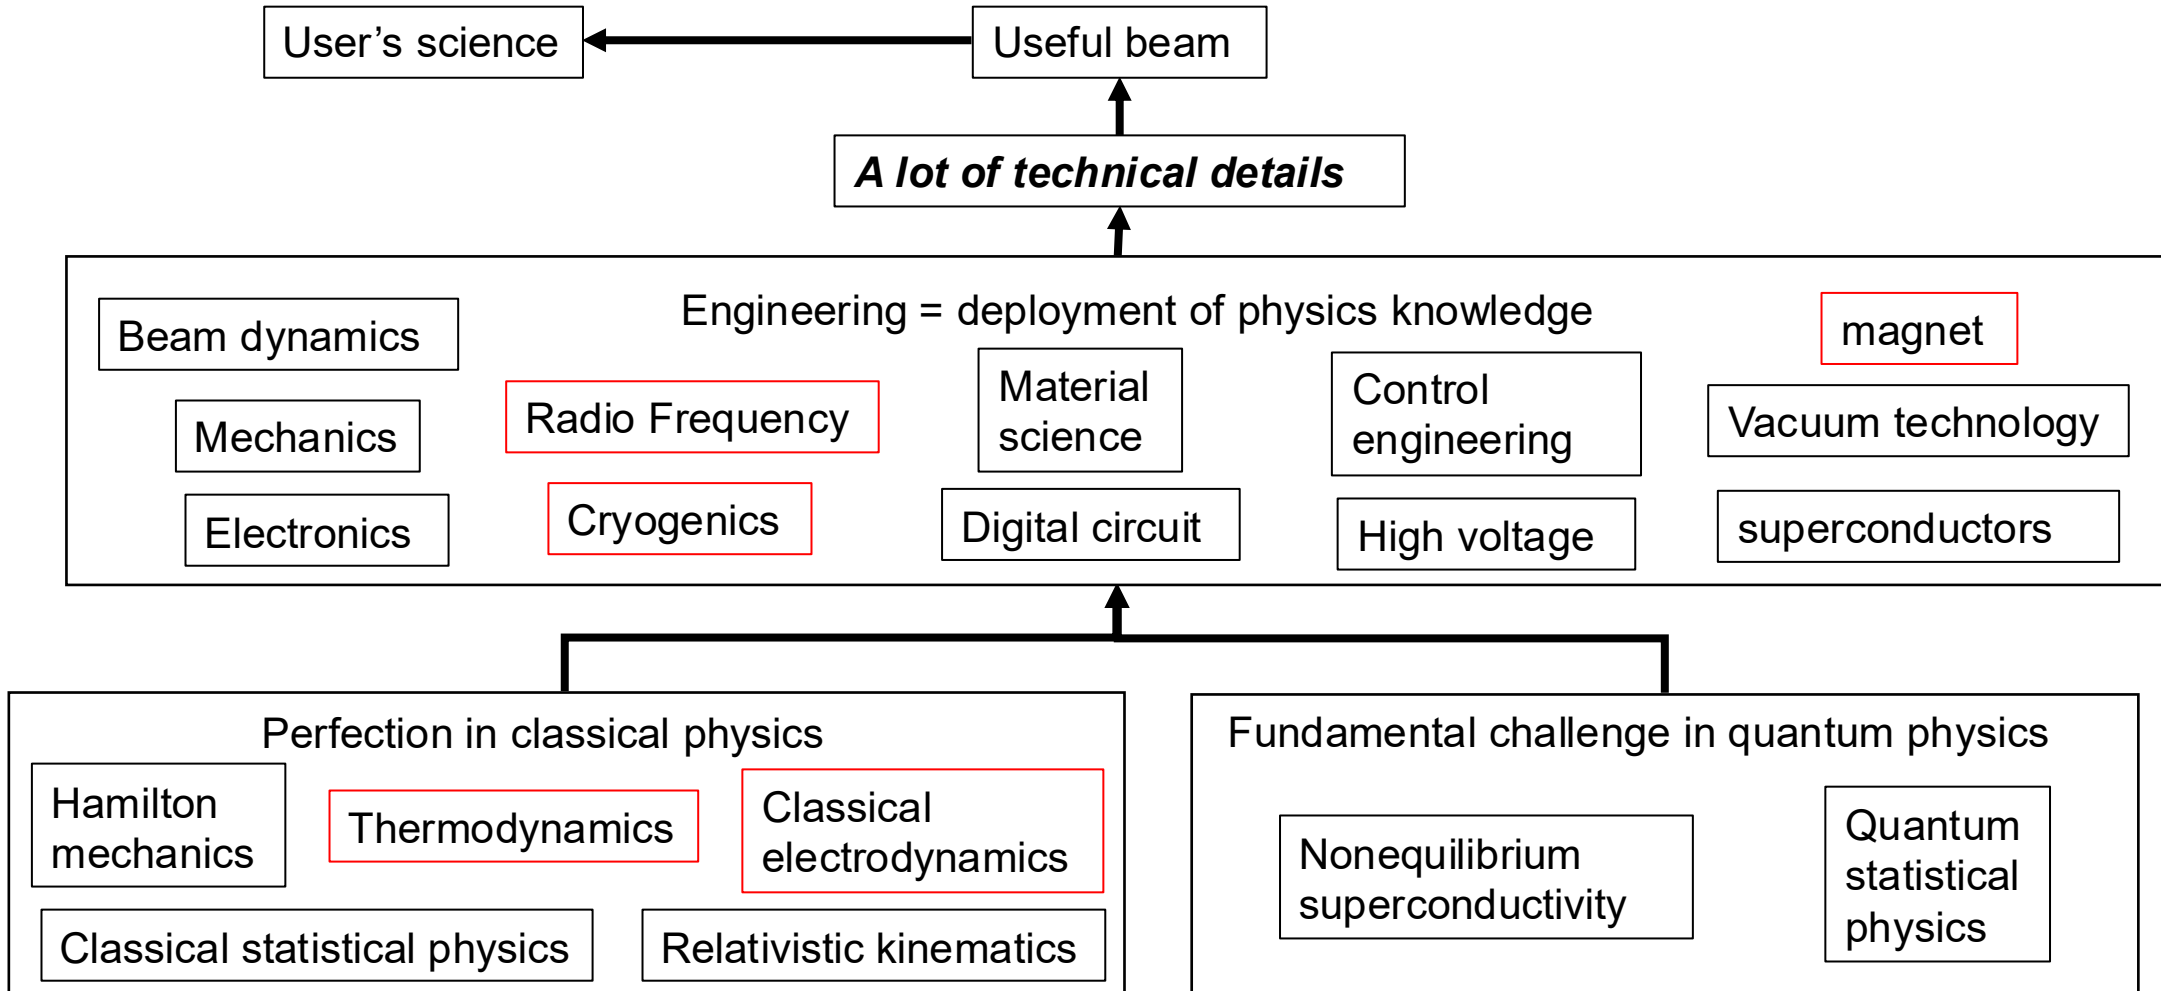 User’s science
Useful beam
A lot of technical details
Engineering = deployment of physics knowledge
Beam dynamics
Mechanics
Electronics
Radio Frequency
Cryogenics
Material
science
Digital circuit
Control
engineering
High voltage
magnet
Vacuum technology
superconductors
Perfection in classical physics
Hamilton
mechanics
Thermodynamics
Classical
electrodynamics
Classical statistical physics
Relativistic kinematics
Fundamental challenge in quantum physics
Nonequilibrium
superconductivity
Quantum
statistical
physics